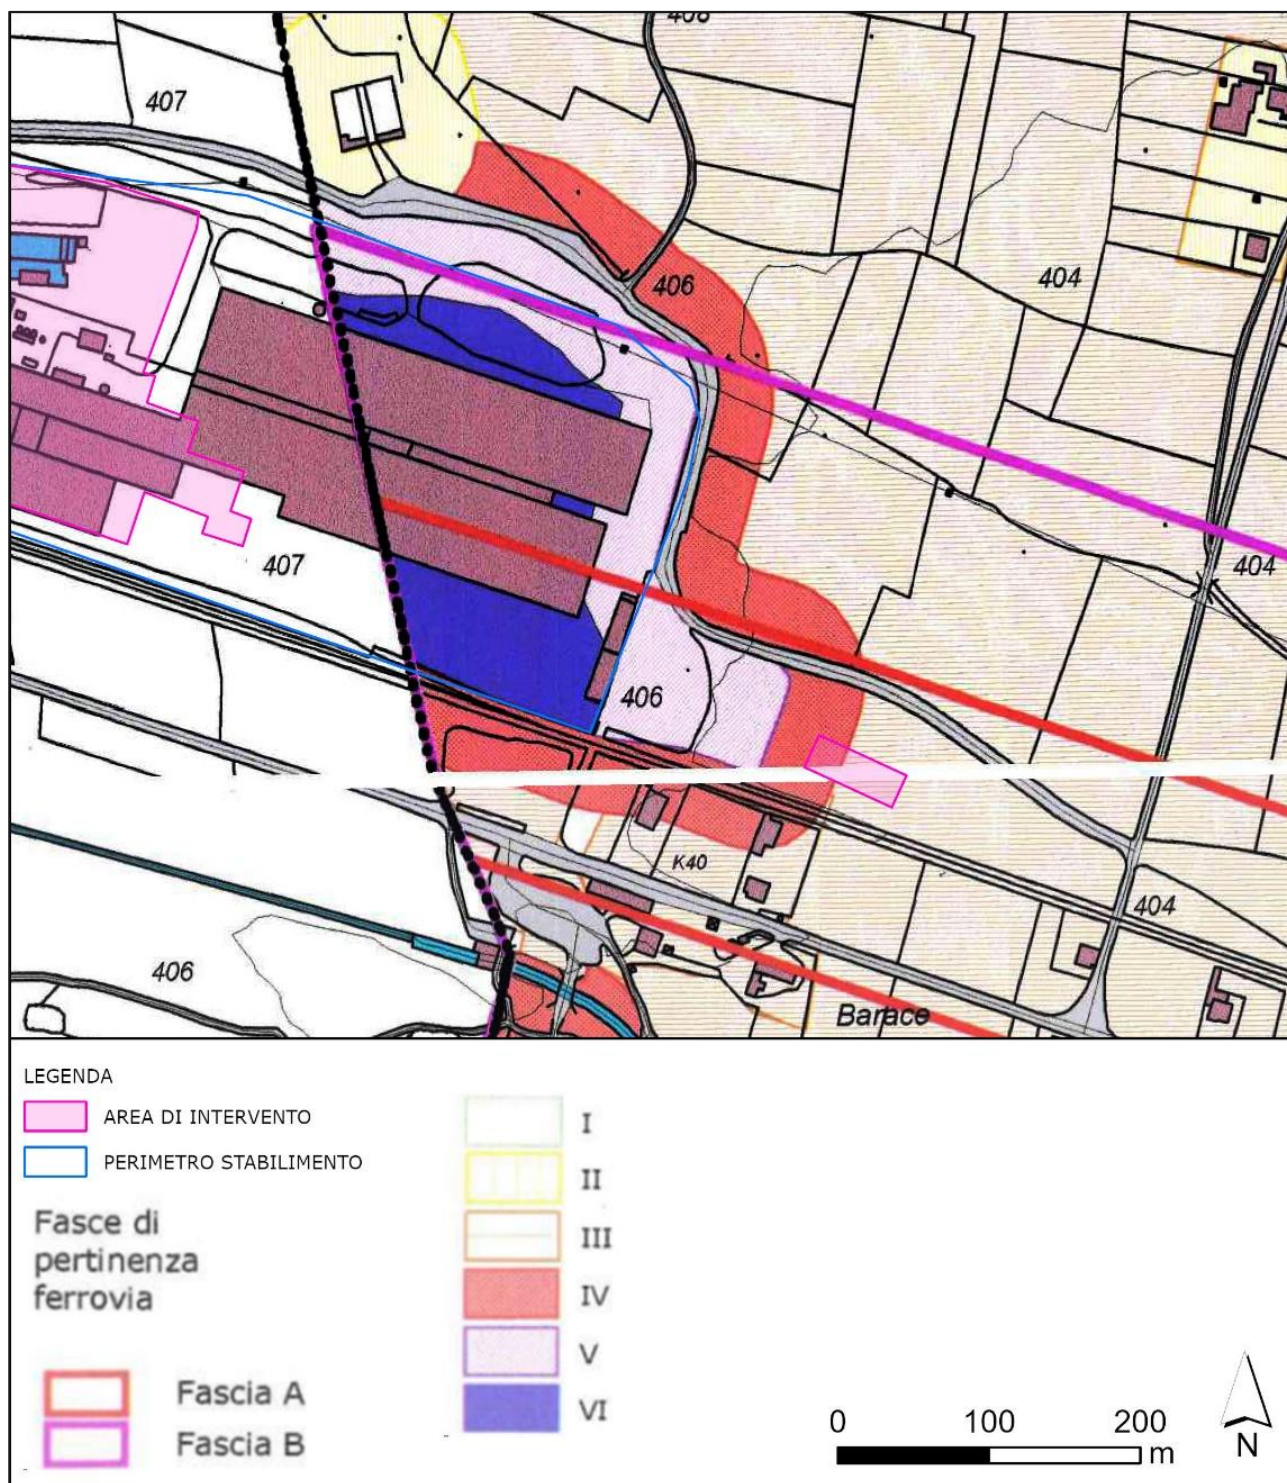 408
407
406
404
404
407
406
K40
404
406
Barace
LEGENDA
AREA DI INTERVENTO
PERIMETRO STABILIMENTO
Fasce di
pertinenza
ferrovia
Fascia A
Fascia B
I
II
III
IV
V
VI
0 100 200
m
N